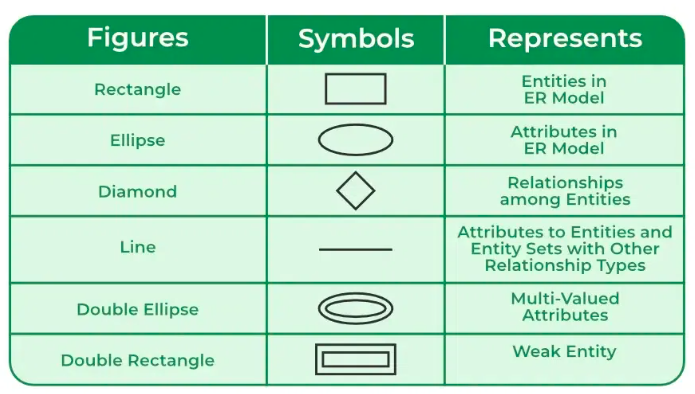 Figures Symbols Represents
Rectangle
Entities in
ER Model
Ellipse
Attributes in
ER Model
Diamond
Relationships
among Entities
Line
Attributes to Entities and
Entity Sets with Other
Relationship Types
Double Ellipse
Multi-Valued
Attributes
Double Rectangle
Weak Entity